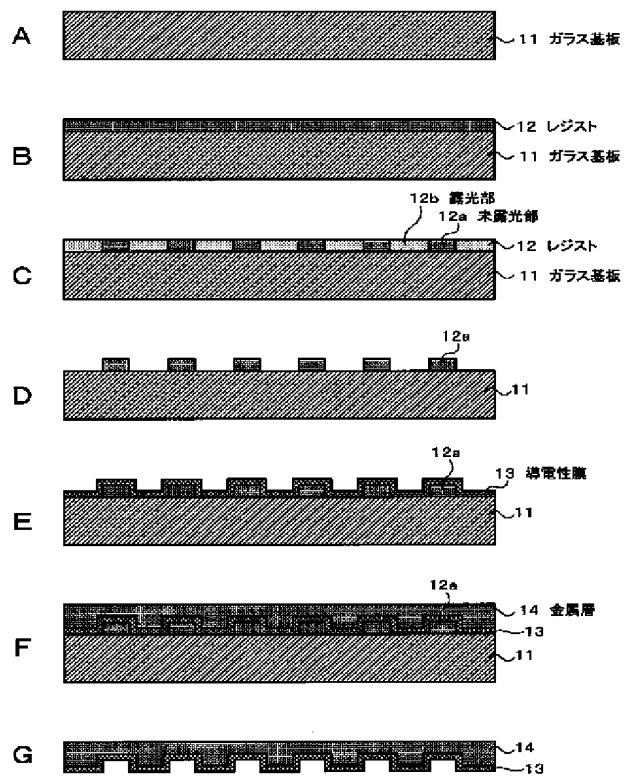 A
11 ガラス基板
12 レジスト
B
11 ガラス基板
12b 露光部
12a 未露光部
12 レジスト
C
11 ガラス基板
12a
D
11
12a
13 導電性膜
E
11
12a
14 金属層
13
F
11
G
14
13